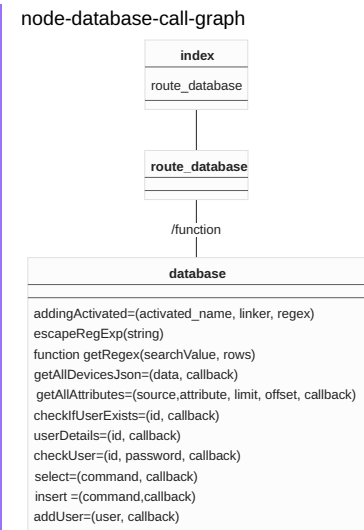 node-database-call-graph
index
route_database
route_database
/function
database
addingActivated=(activated_name, linker, regex)
escapeRegExp(string)
function getRegex(searchValue, rows)
getAllDevicesJson=(data, callback)
getAllAttributes=(source,attribute, limit, offset, callback)
checkIfUserExists=(id, callback)
userDetails=(id, callback)
checkUser=(id, password, callback)
select=(command, callback)
insert =(command,callback)
addUser=(user, callback)